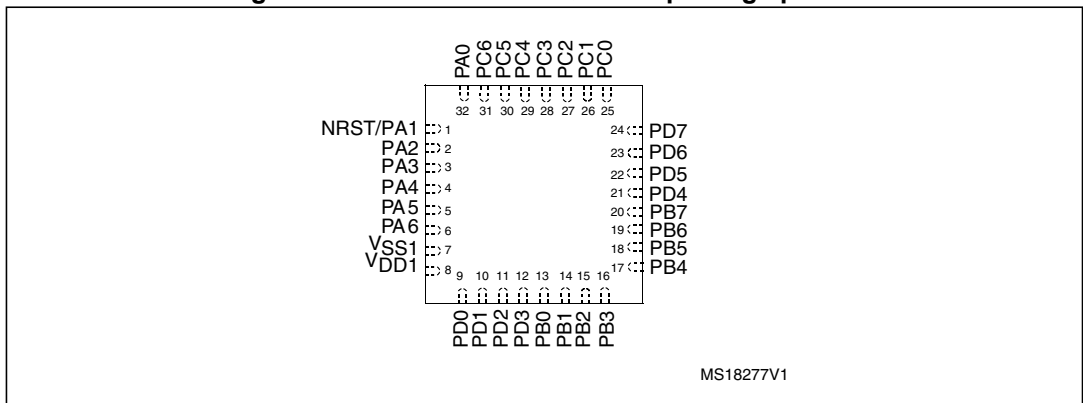 PA0 PC6 PC5 PC4 PC3 PC2 PC1 PC0
32 31 30 29 28 27 26 25
NRST/PA1 1 24 PD7
PA2 2 23 PD6
PA3 3 22 PD5
PA4 4 21 PD4
PA5 5 20 PB7
PA6 6 19 PB6
VSS1 7 18 PB5
VDD1 8 17 PB4
9 10 11 12 13 14 15 16
PD0 PD1 PD2 PD3 PB0 PB1 PB2 PB3
MS18277V1